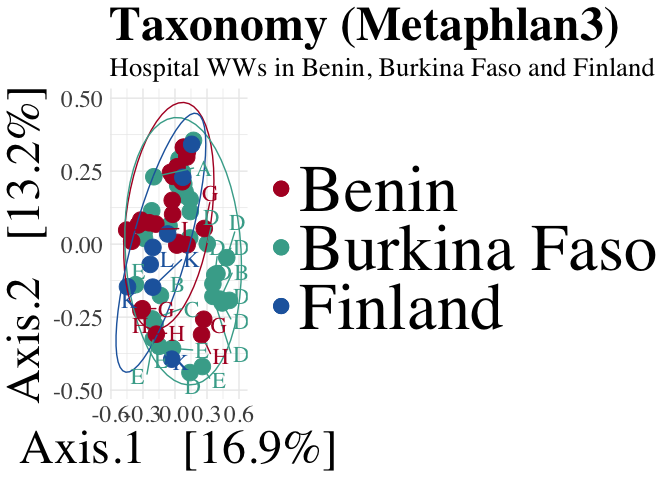 Taxonomy (Metaphlan3)
Hospital WWs in Benin, Burkina Faso and Finland
Axis.2 [13.2%]
0.50
0.25
0.00
-0.25
-0.50
A
G
D
D
L
D
D
L
K
E
B
B
D
K
G
C
D
H
H
G
E
H
D
E
K
E
D
E
-0.6 -0.3 0.0 0.3 0.6
Axis.1 [16.9%]
Benin
Burkina Faso
Finland